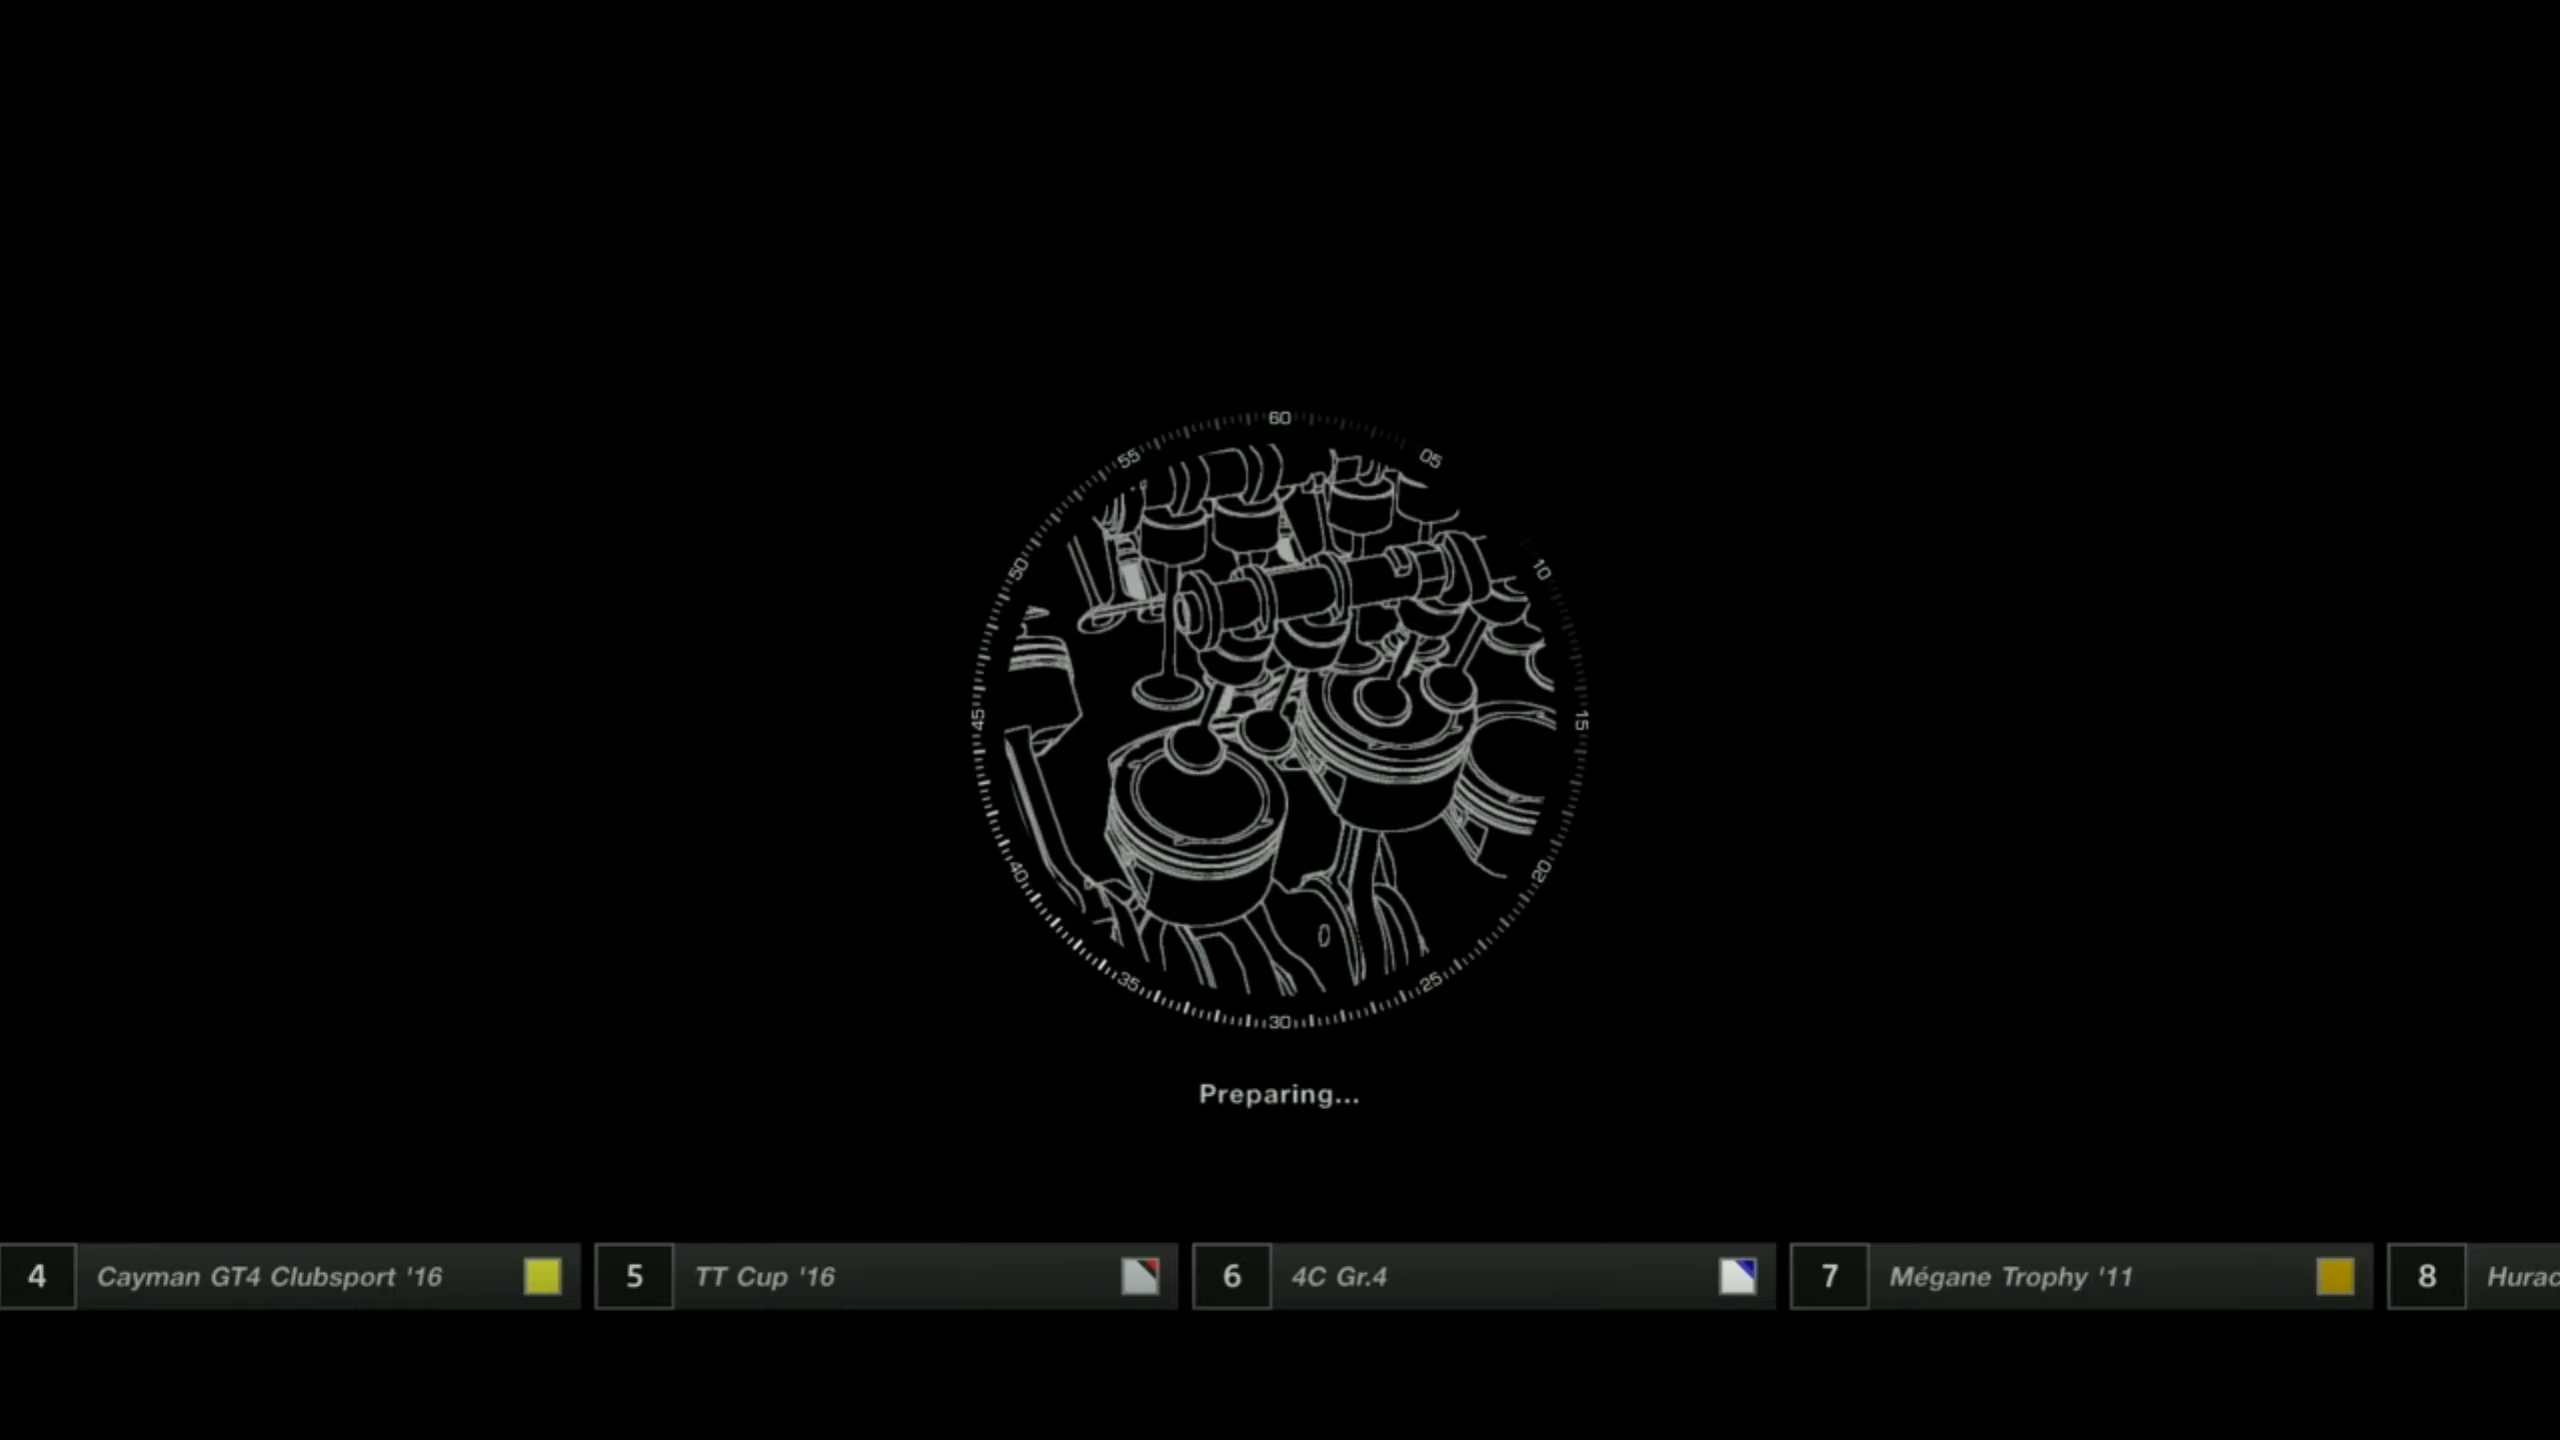 60
05
10
15
20
25
30
35
40
45
50
55
Preparing...
4 Cayman GT4 Clubsport '16
5 TT Cup '16
6 4C Gr.4
7 Mégane Trophy '11
8 Hurac